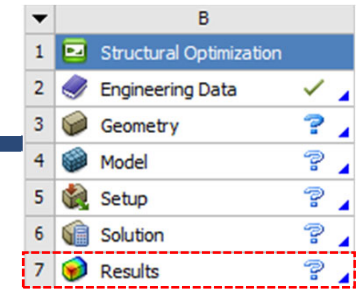 B
1 Structural Optimization
2 Engineering Data
3 Geometry ?
4 Model ?
5 Setup ?
6 Solution ?
7 Results ?